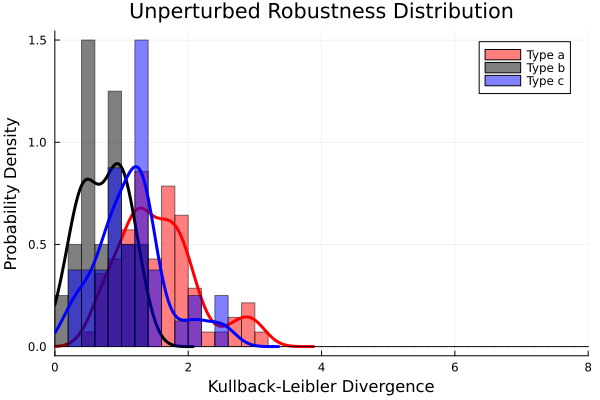 Unperturbed Robustness Distribution
Type a
Type b
Type c
Probability Density
1.5
1.0
0.5
0.0
0 2 4 6 8
Kullback-Leibler Divergence